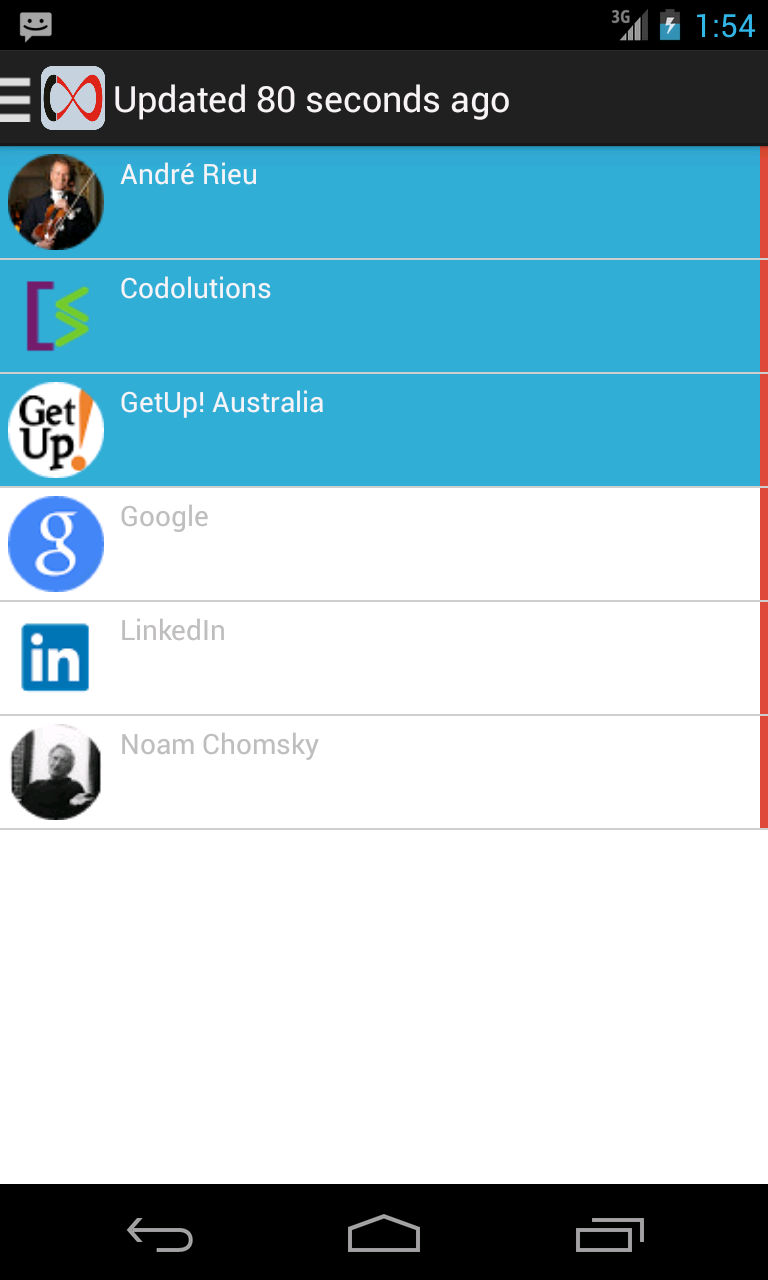 3G 1:54
Updated 80 seconds ago
André Rieu
Codolutions
GetUp! Australia
Get
Up!
Google
g
LinkedIn
in
Noam Chomsky